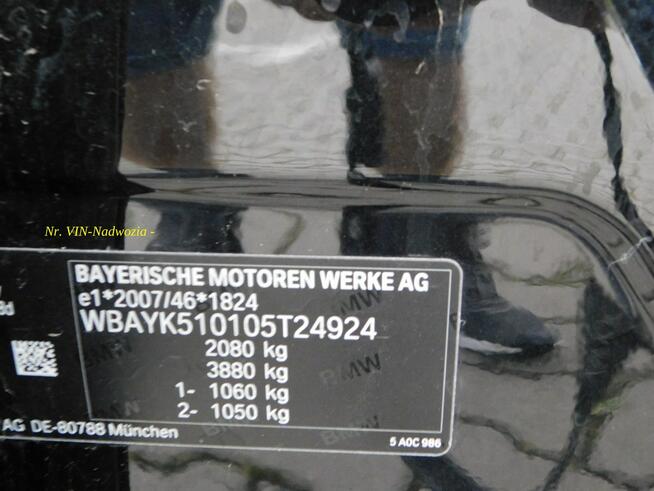 Nr. VIN-Nadwozia -
BAYERISCHE MOTOREN WERKE AG
e1*2007/46*1824
WBAYK510105T24924
2080 kg
3880 kg
1- 1060 kg
2- 1050 kg
AG DE-80788 München
5 A0C 986
BMW